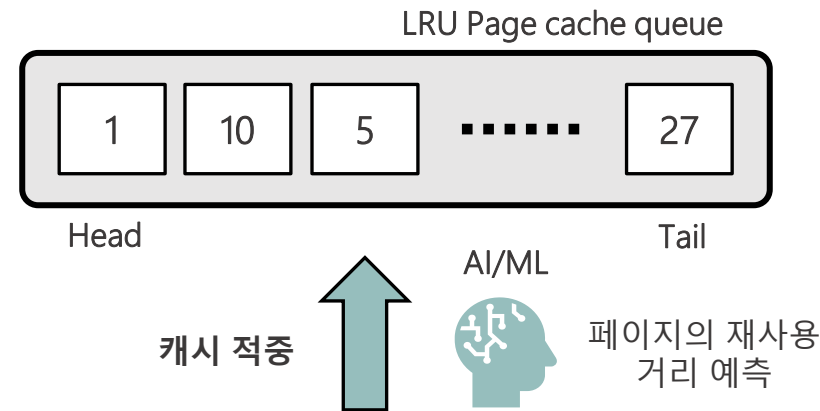 LRU Page cache queue
1 10 5 ...... 27
Head
Tail
AI/ML
캐시 적중
페이지의 재사용
거리 예측